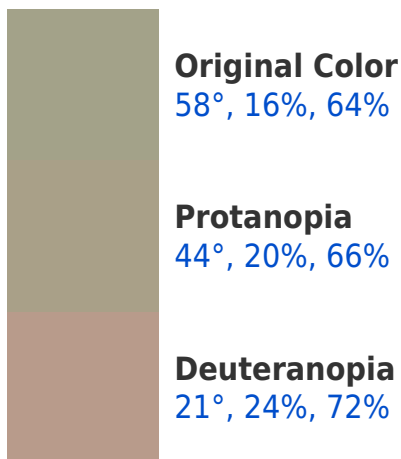 Original Color
58°, 16%, 64%
Protanopia
44°, 20%, 66%
Deuteranopia
21°, 24%, 72%